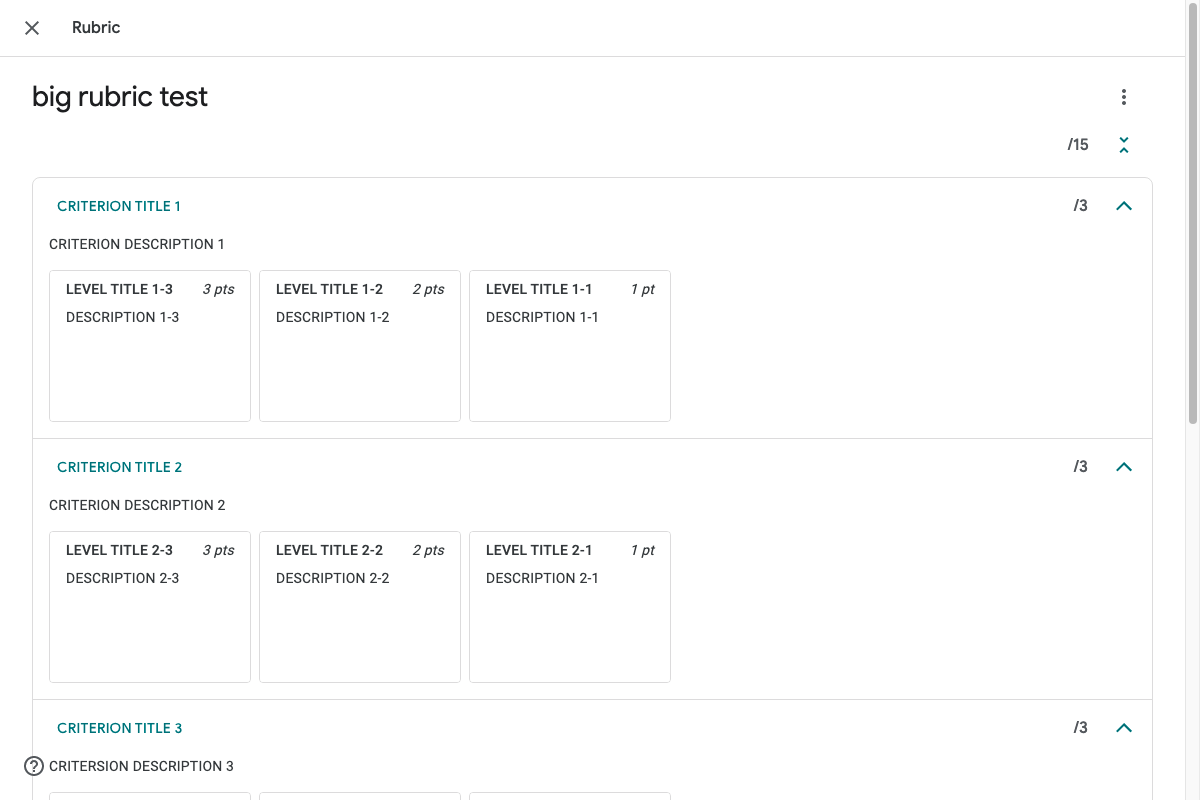 Rubric
big rubric test
/15
CRITERION TITLE 1 /3
CRITERION DESCRIPTION 1
LEVEL TITLE 1-3 3 pts LEVEL TITLE 1-2 2 pts LEVEL TITLE 1-1 1 pt
DESCRIPTION 1-3 DESCRIPTION 1-2 DESCRIPTION 1-1
CRITERION TITLE 2 /3
CRITERION DESCRIPTION 2
LEVEL TITLE 2-3 3 pts LEVEL TITLE 2-2 2 pts LEVEL TITLE 2-1 1 pt
DESCRIPTION 2-3 DESCRIPTION 2-2 DESCRIPTION 2-1
CRITERION TITLE 3 /3
CRITERSION DESCRIPTION 3